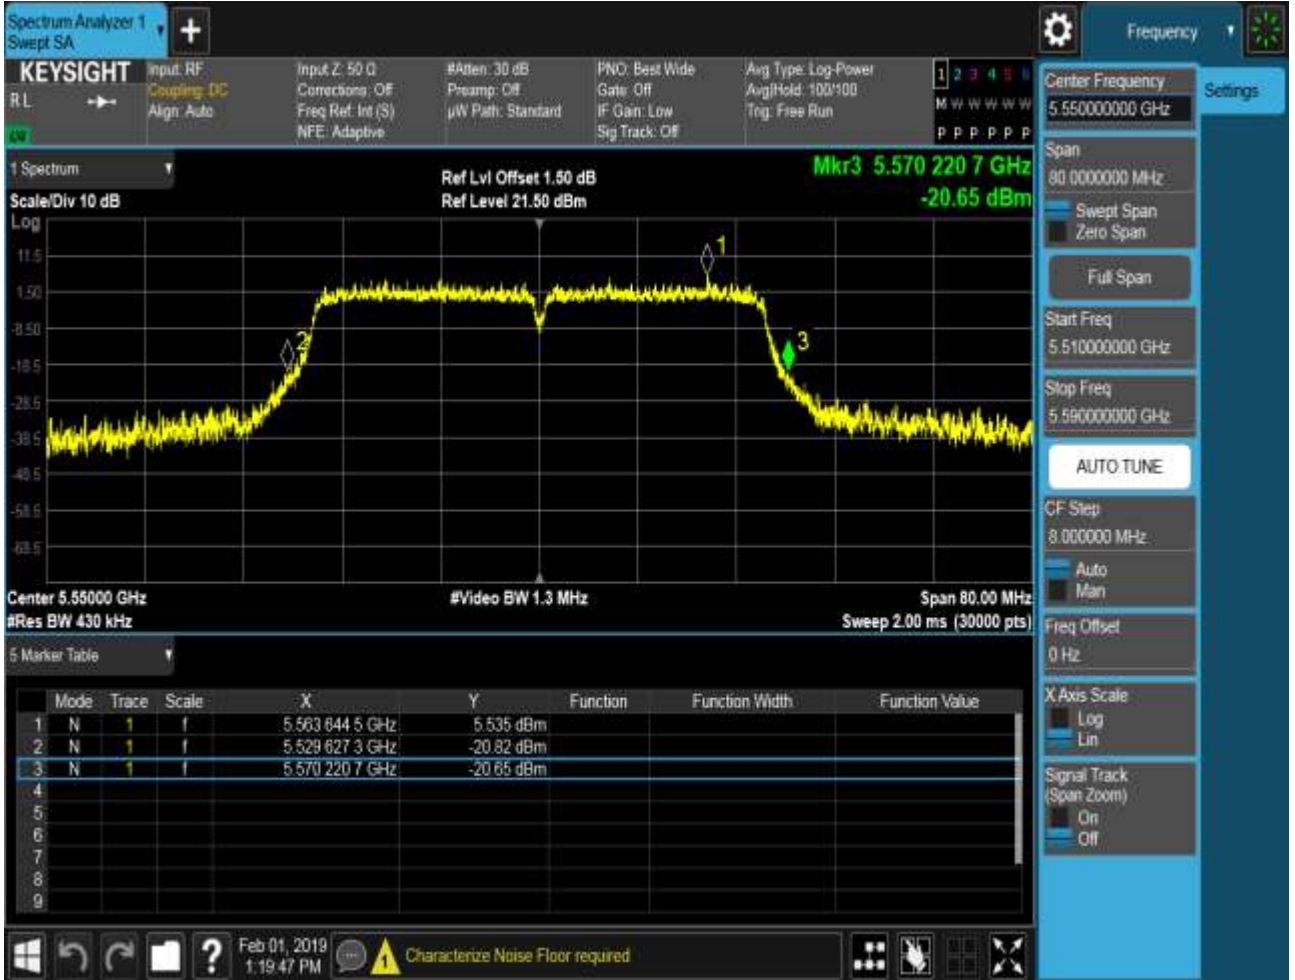 Spectrum Analyzer 1
Swept SA
Frequency
KEYSIGHT
RL
Input: RF
Coupling: DC
Align: Auto
Input Z: 50 Ω
Corrections: Off
Freq Ref: Int (S)
NFE: Adaptive
#Atten: 30 dB
Preamp: Off
µW Path: Standard
PNO: Best Wide
Gate: Off
IF Gain: Low
Sig Track: Off
Avg Type: Log-Power
Avg|Hold: 100/100
Trig: Free Run
1 2 3 4 5 6
M W W W W W
P P P P P P
1 Spectrum
Scale/Div 10 dB
Ref Lvl Offset 1.50 dB
Ref Level 21.50 dBm
Mkr3 5.570 220 7 GHz
-20.65 dBm
Log
11.5
1.50
-8.50
-18.5
-28.5
-38.5
-48.5
-58.5
-68.5
1
2
3
Center 5.55000 GHz
#Video BW 1.3 MHz
Span 80.00 MHz
#Res BW 430 kHz
Sweep 2.00 ms (30000 pts)
5 Marker Table
Mode Trace Scale X Y Function Function Width Function Value
1 N 1 f 5.563 644 5 GHz 5.535 dBm
2 N 1 f 5.529 627 3 GHz -20.82 dBm
3 N 1 f 5.570 220 7 GHz -20.65 dBm
4
5
6
7
8
9
Feb 01, 2019
1:19:47 PM
1
Characterize Noise Floor required
Center Frequency
5.550000000 GHz
Settings
Span
80.0000000 MHz
Swept Span
Zero Span
Full Span
Start Freq
5.510000000 GHz
Stop Freq
5.590000000 GHz
AUTO TUNE
CF Step
8.000000 MHz
Auto
Man
Freq Offset
0 Hz
X Axis Scale
Log
Lin
Signal Track
(Span Zoom)
On
Off